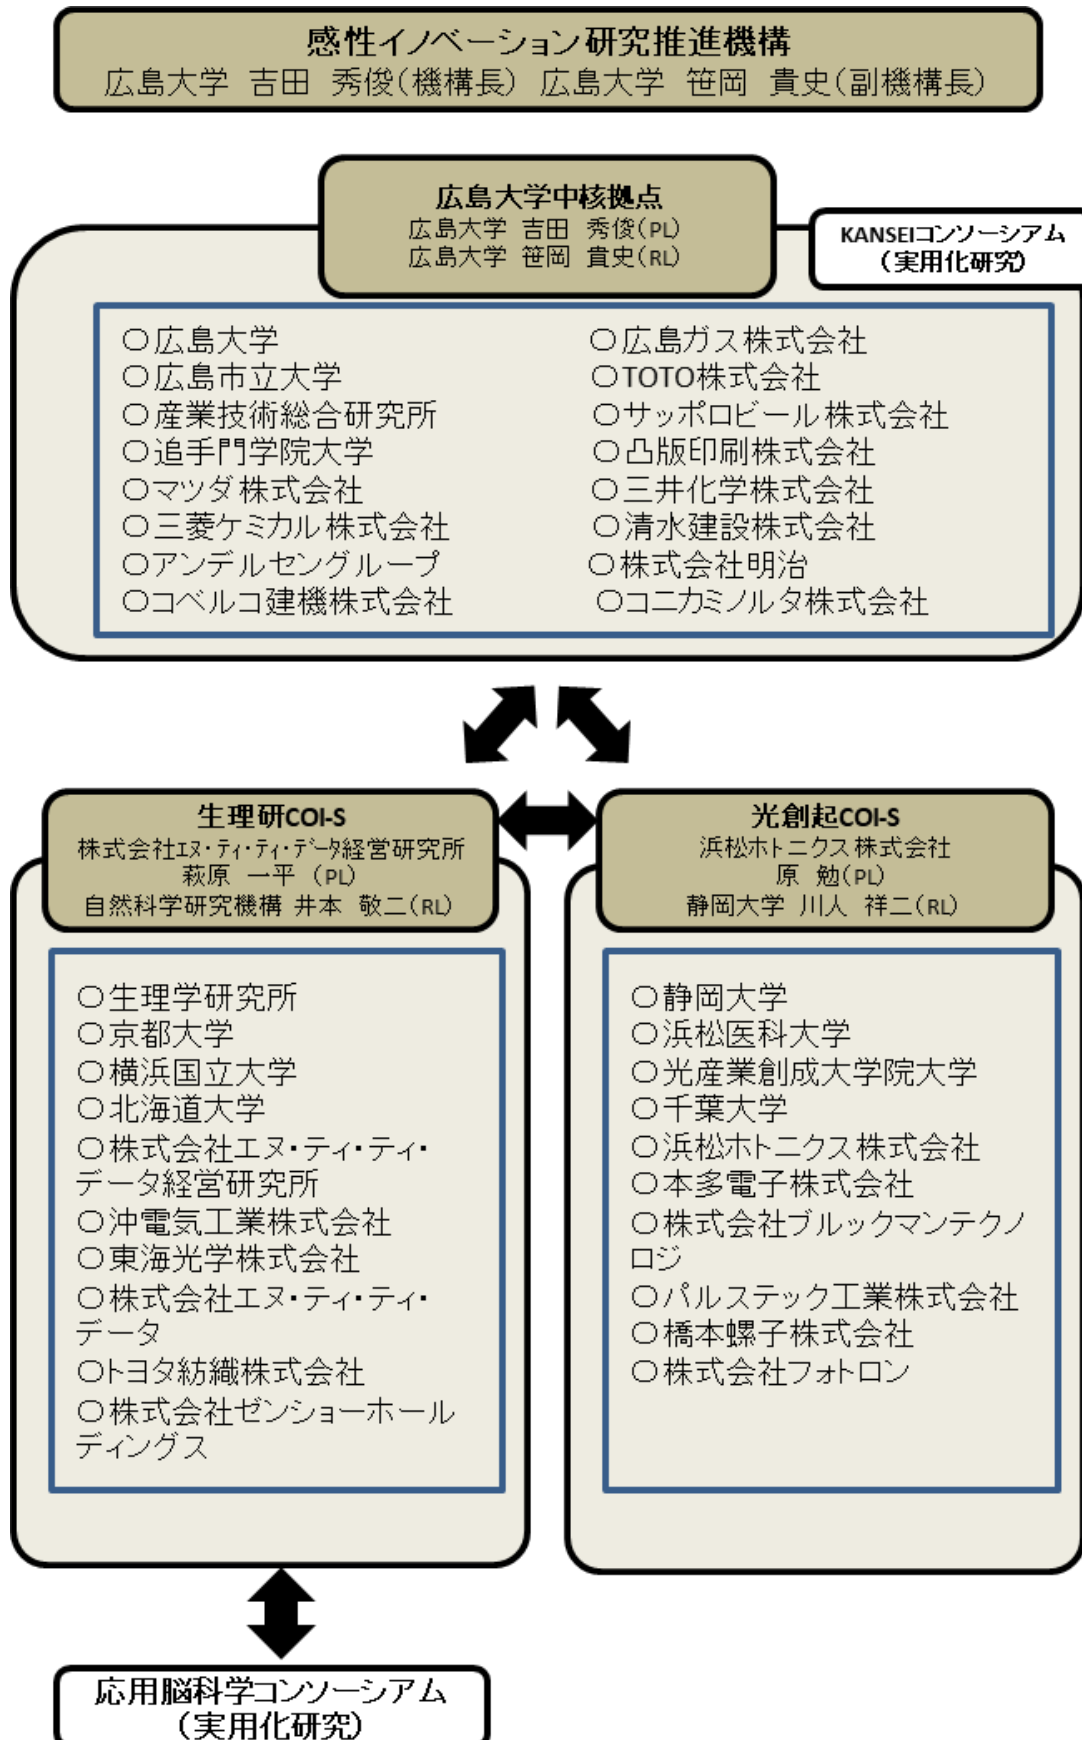 感性イノベーション研究推進機構
広島大学 吉田 秀俊(機構長) 広島大学 笹岡 貴史(副機構長)
広島大学中核拠点
広島大学 吉田 秀俊(PL)
広島大学 笹岡 貴史(RL)
KANSEIコンソーシアム
（実用化研究）
○広島大学
○広島市立大学
○産業技術総合研究所
○追手門学院大学
○マツダ株式会社
○三菱ケミカル株式会社
○アンデルセングループ
○コベルコ建機株式会社
○広島ガス株式会社
○TOTO株式会社
○サッポロビール株式会社
○凸版印刷株式会社
○三井化学株式会社
○清水建設株式会社
○株式会社明治
○コニカミノルタ株式会社
生理研COI-S
株式会社ｴﾇ・ﾃｨ・ﾃｨ・ﾃﾞｰﾀ経営研究所
萩原 一平 （PL）
自然科学研究機構 井本 敬二(RL)
○生理学研究所
○京都大学
○横浜国立大学
○北海道大学
○株式会社エヌ・ティ・ティ・
データ経営研究所
○沖電気工業株式会社
○東海光学株式会社
○株式会社エヌ・ティ・ティ・
データ
○トヨタ紡織株式会社
○株式会社ゼンショーホール
ディングス
光創起COI-S
浜松ホトニクス株式会社
原 勉(PL)
静岡大学 川人 祥二(RL)
○静岡大学
○浜松医科大学
○光産業創成大学院大学
○千葉大学
○浜松ホトニクス株式会社
○本多電子株式会社
○株式会社ブルックマンテクノ
ロジ
○パルステック工業株式会社
○橋本螺子株式会社
○株式会社フォトロン
応用脳科学コンソーシアム
（実用化研究）